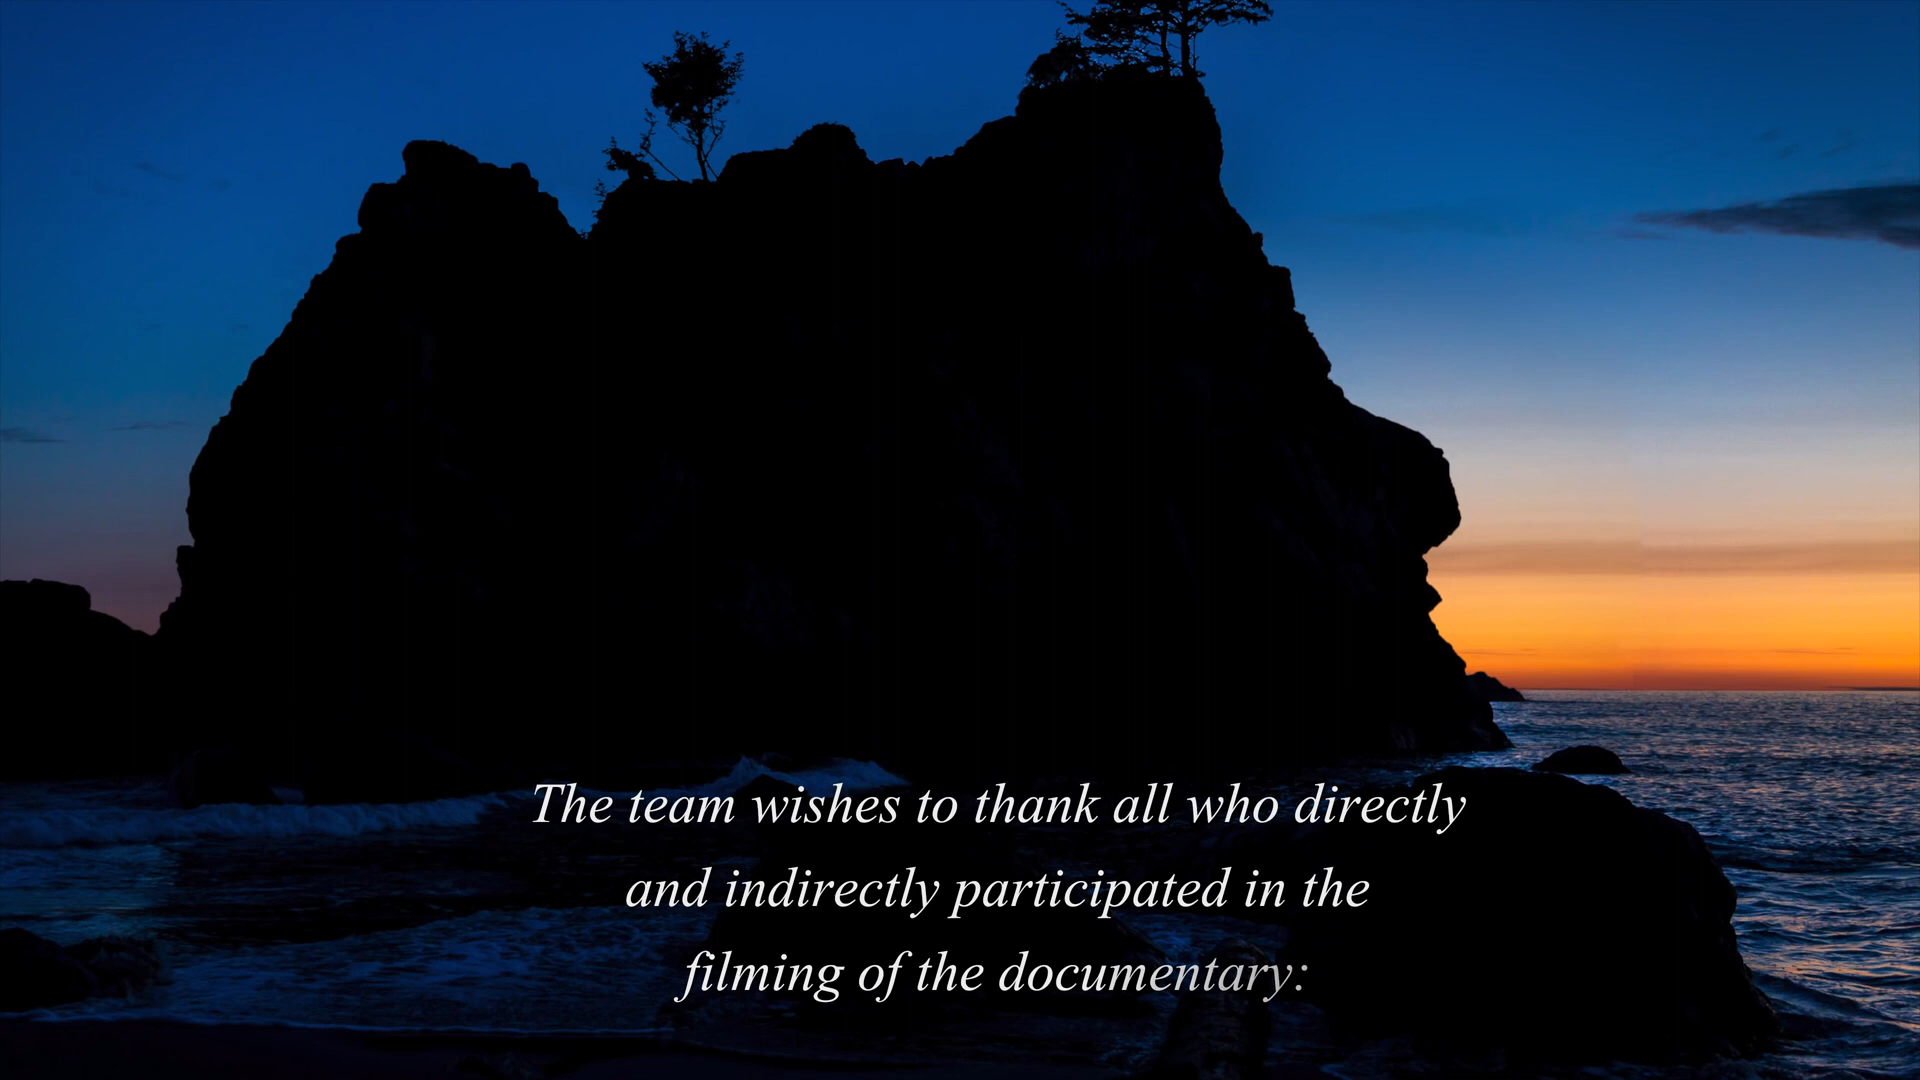 The team wishes to thank all who directly
and indirectly participated in the
filming of the documentary: